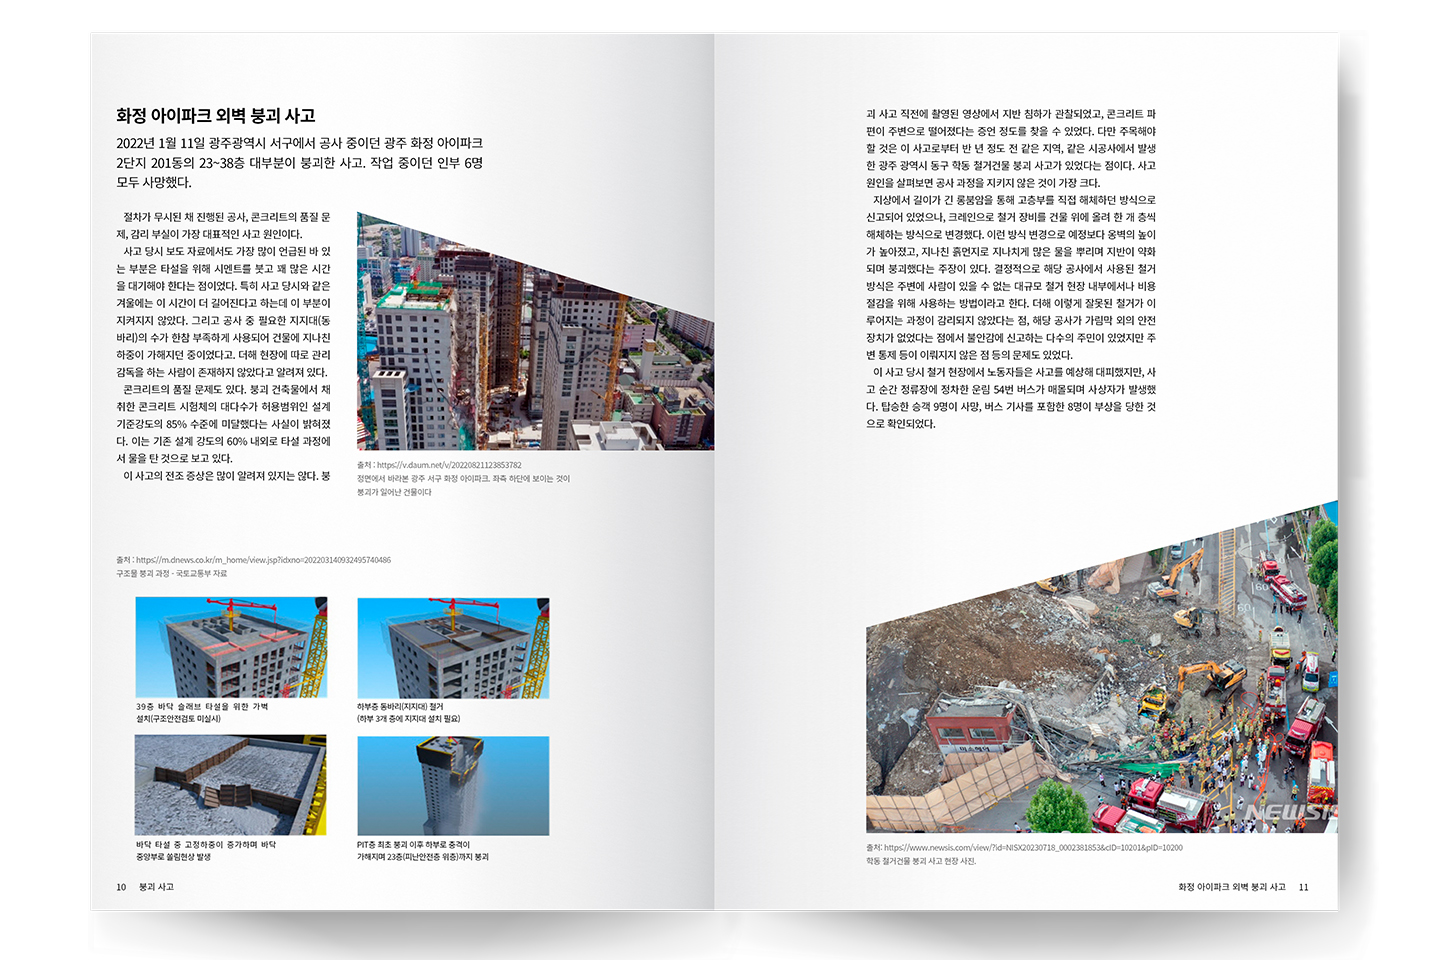 화정 아이파크 외벽 붕괴 사고
2022년 1월 11일 광주광역시 서구에서 공사 중이던 광주 화정 아이파크
2단지 201동의 23~38층 대부분이 붕괴한 사고. 작업 중이던 인부 6명
모두 사망했다.
절차가 무시된 채 진행된 공사, 콘크리트의 품질 문
제, 감리 부실이 가장 대표적인 사고 원인이다.
사고 당시 보도 자료에서도 가장 많이 언급된 바 있
는 부분은 타설을 위해 시멘트를 붓고 꽤 많은 시간
을 대기해야 한다는 점이었다. 특히 사고 당시와 같은
겨울에는 이 시간이 더 길어진다고 하는데 이 부분이
지켜지지 않았다. 그리고 공사 중 필요한 지지대(동
바리)의 수가 한참 부족하게 사용되어 건물에 지나친
하중이 가해지던 중이었다고. 더해 현장에 따로 관리
감독을 하는 사람이 존재하지 않았다고 알려져 있다.
콘크리트의 품질 문제도 있다. 붕괴 건축물에서 채
취한 콘크리트 시험체의 대다수가 허용범위인 설계
기준강도의 85% 수준에 미달했다는 사실이 밝혀졌
다. 이는 기존 설계 강도의 60% 내외로 타설 과정에
서 물을 탄 것으로 보고 있다.
이 사고의 전조 증상은 많이 알려져 있지는 않다. 붕
출처 : https://v.daum.net/v/20220821123853782
정면에서 바라본 광주 서구 화정 아이파크. 좌측 하단에 보이는 것이
붕괴가 일어난 건물이다
출처 : https://m.dnews.co.kr/m_home/view.jsp?idxno=202203140932495740486
구조물 붕괴 과정 - 국토교통부 자료
39층 바닥 슬래브 타설을 위한 가벽
설치(구조안전검토 미실시)
하부층 동바리(지지대) 철거
(하부 3개 층에 지지대 설치 필요)
바닥 타설 중 고정하중이 증가하며 바닥
중앙부로 쏠림현상 발생
PIT층 최초 붕괴 이후 하부로 충격이
가해지며 23층(피난안전층 위층)까지 붕괴
10 붕괴 사고
괴 사고 직전에 촬영된 영상에서 지반 침하가 관찰되었고, 콘크리트 파
편이 주변으로 떨어졌다는 증언 정도를 찾을 수 있었다. 다만 주목해야
할 것은 이 사고로부터 반 년 정도 전 같은 지역, 같은 시공사에서 발생
한 광주 광역시 동구 학동 철거건물 붕괴 사고가 있었다는 점이다. 사고
원인을 살펴보면 공사 과정을 지키지 않은 것이 가장 크다.
지상에서 길이가 긴 롱붐암을 통해 고층부를 직접 해체하던 방식으로
신고되어 있었으나, 크레인으로 철거 장비를 건물 위에 올려 한 개 층씩
해체하는 방식으로 변경했다. 이런 방식 변경으로 예정보다 옹벽의 높이
가 높아졌고, 지나친 흙먼지로 지나치게 많은 물을 뿌리며 지반이 약화
되며 붕괴했다는 주장이 있다. 결정적으로 해당 공사에서 사용된 철거
방식은 주변에 사람이 있을 수 없는 대규모 철거 현장 내부에서나 비용
절감을 위해 사용하는 방법이라고 한다. 더해 이렇게 잘못된 철거가 이
루어지는 과정이 감리되지 않았다는 점, 해당 공사가 가림막 외의 안전
장치가 없었다는 점에서 불안감에 신고하는 다수의 주민이 있었지만 주
변 통제 등이 이뤄지지 않은 점 등의 문제도 있었다.
이 사고 당시 철거 현장에서 노동자들은 사고를 예상해 대피했지만, 사
고 순간 정류장에 정차한 운림 54번 버스가 매몰되며 사상자가 발생했
다. 탑승한 승객 9명이 사망, 버스 기사를 포함한 8명이 부상을 당한 것
으로 확인되었다.
60
60
NEWSIS
출처: https://www.newsis.com/view/?id=NISX20230718_0002381853&cID=10201&pID=10200
학동 철거건물 붕괴 사고 현장 사진.
화정 아이파크 외벽 붕괴 사고 11